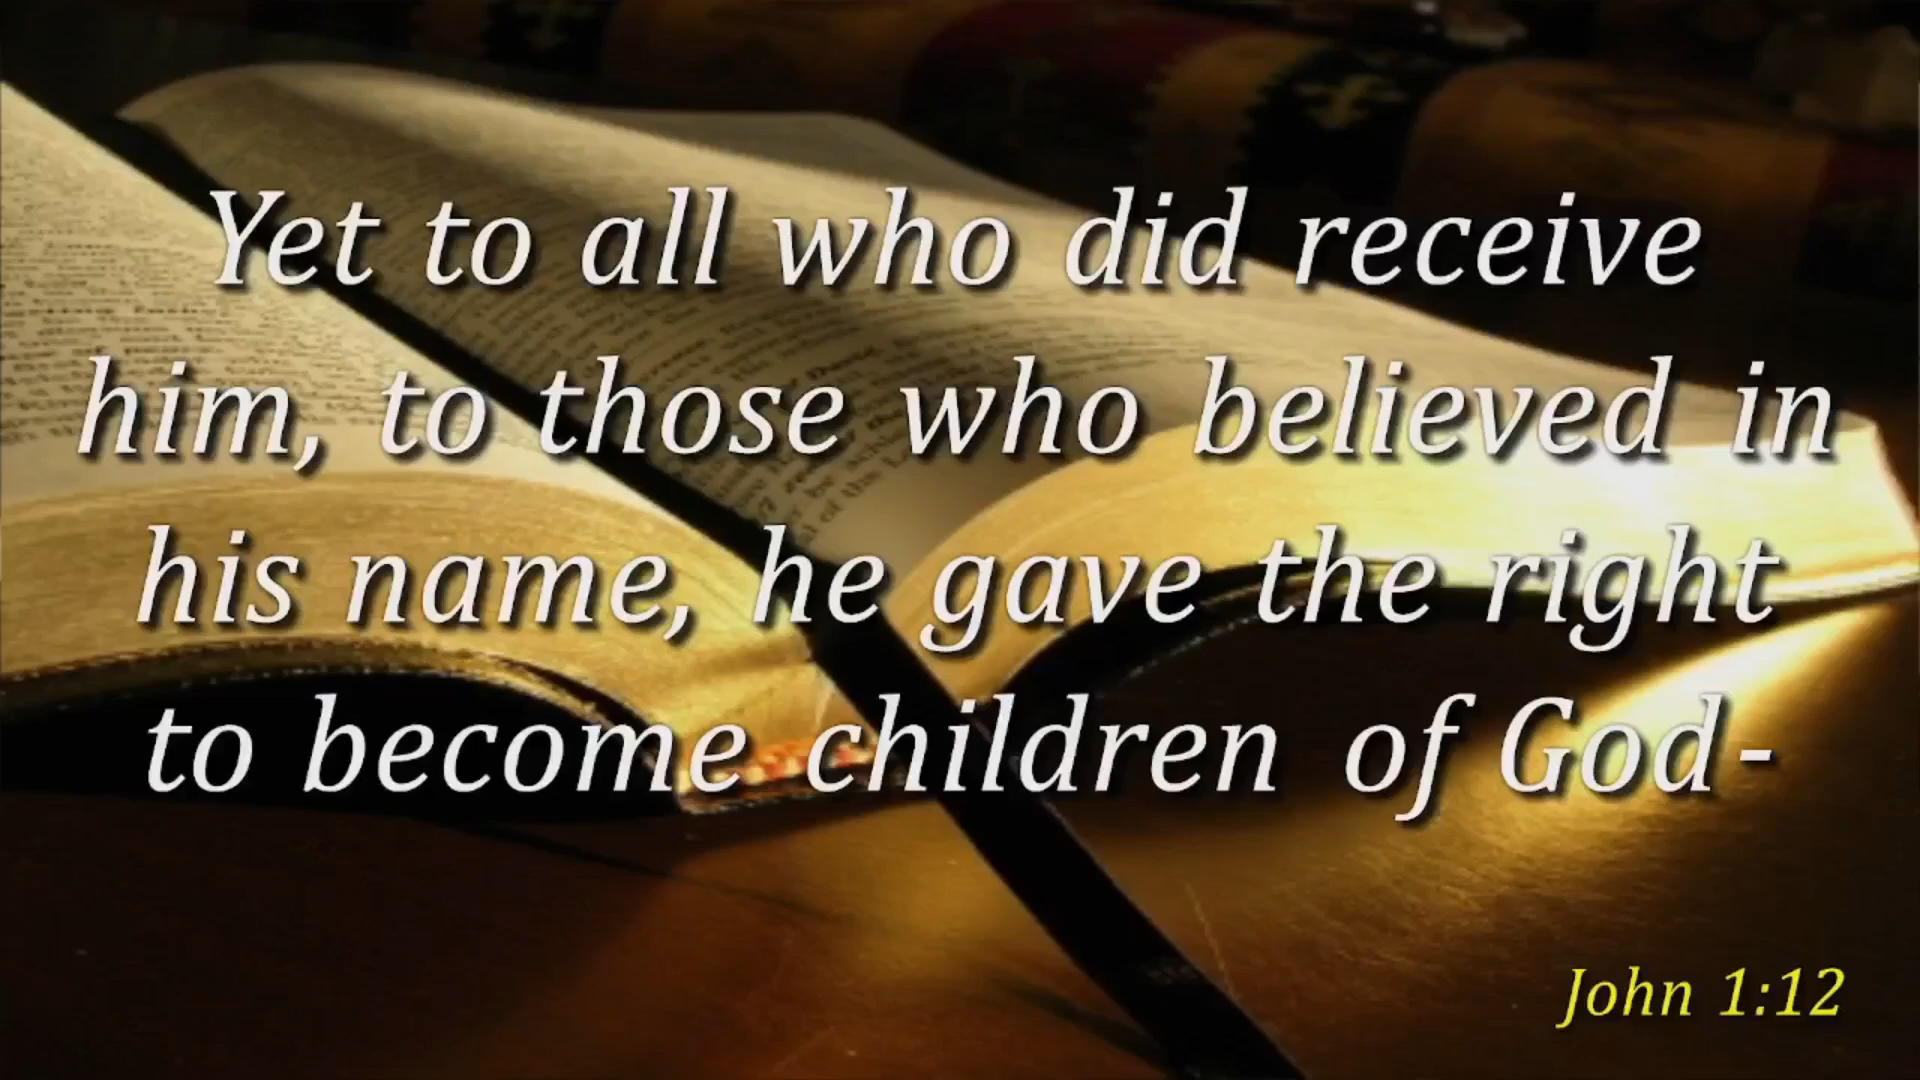 Yet to all who did receive
him, to those who believed in
his name, he gave the right
to become children of God-
John 1:12